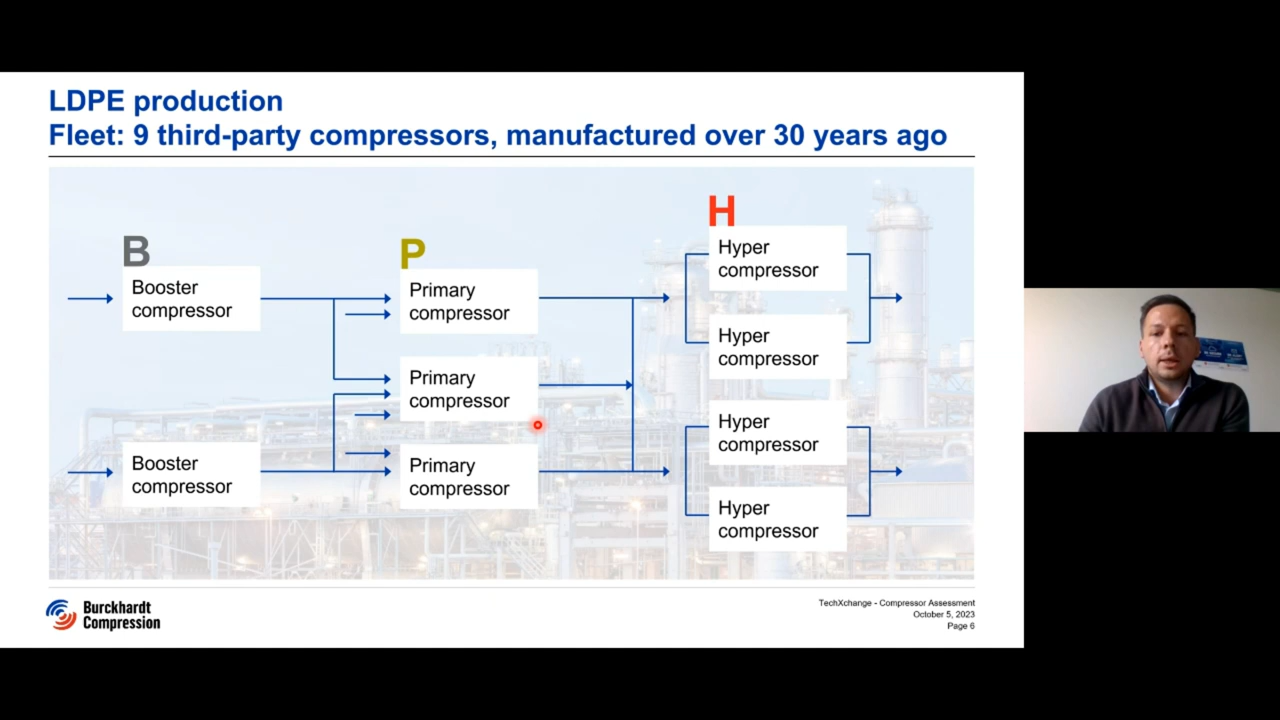 LDPE production
Fleet: 9 third-party compressors, manufactured over 30 years ago
B
Booster
compressor
Booster
compressor
P
Primary
compressor
Primary
compressor
Primary
compressor
H
Hyper
compressor
Hyper
compressor
Hyper
compressor
Hyper
compressor
Burckhardt
Compression
TechXchange - Compressor Assessment
October 5, 2023
Page 6